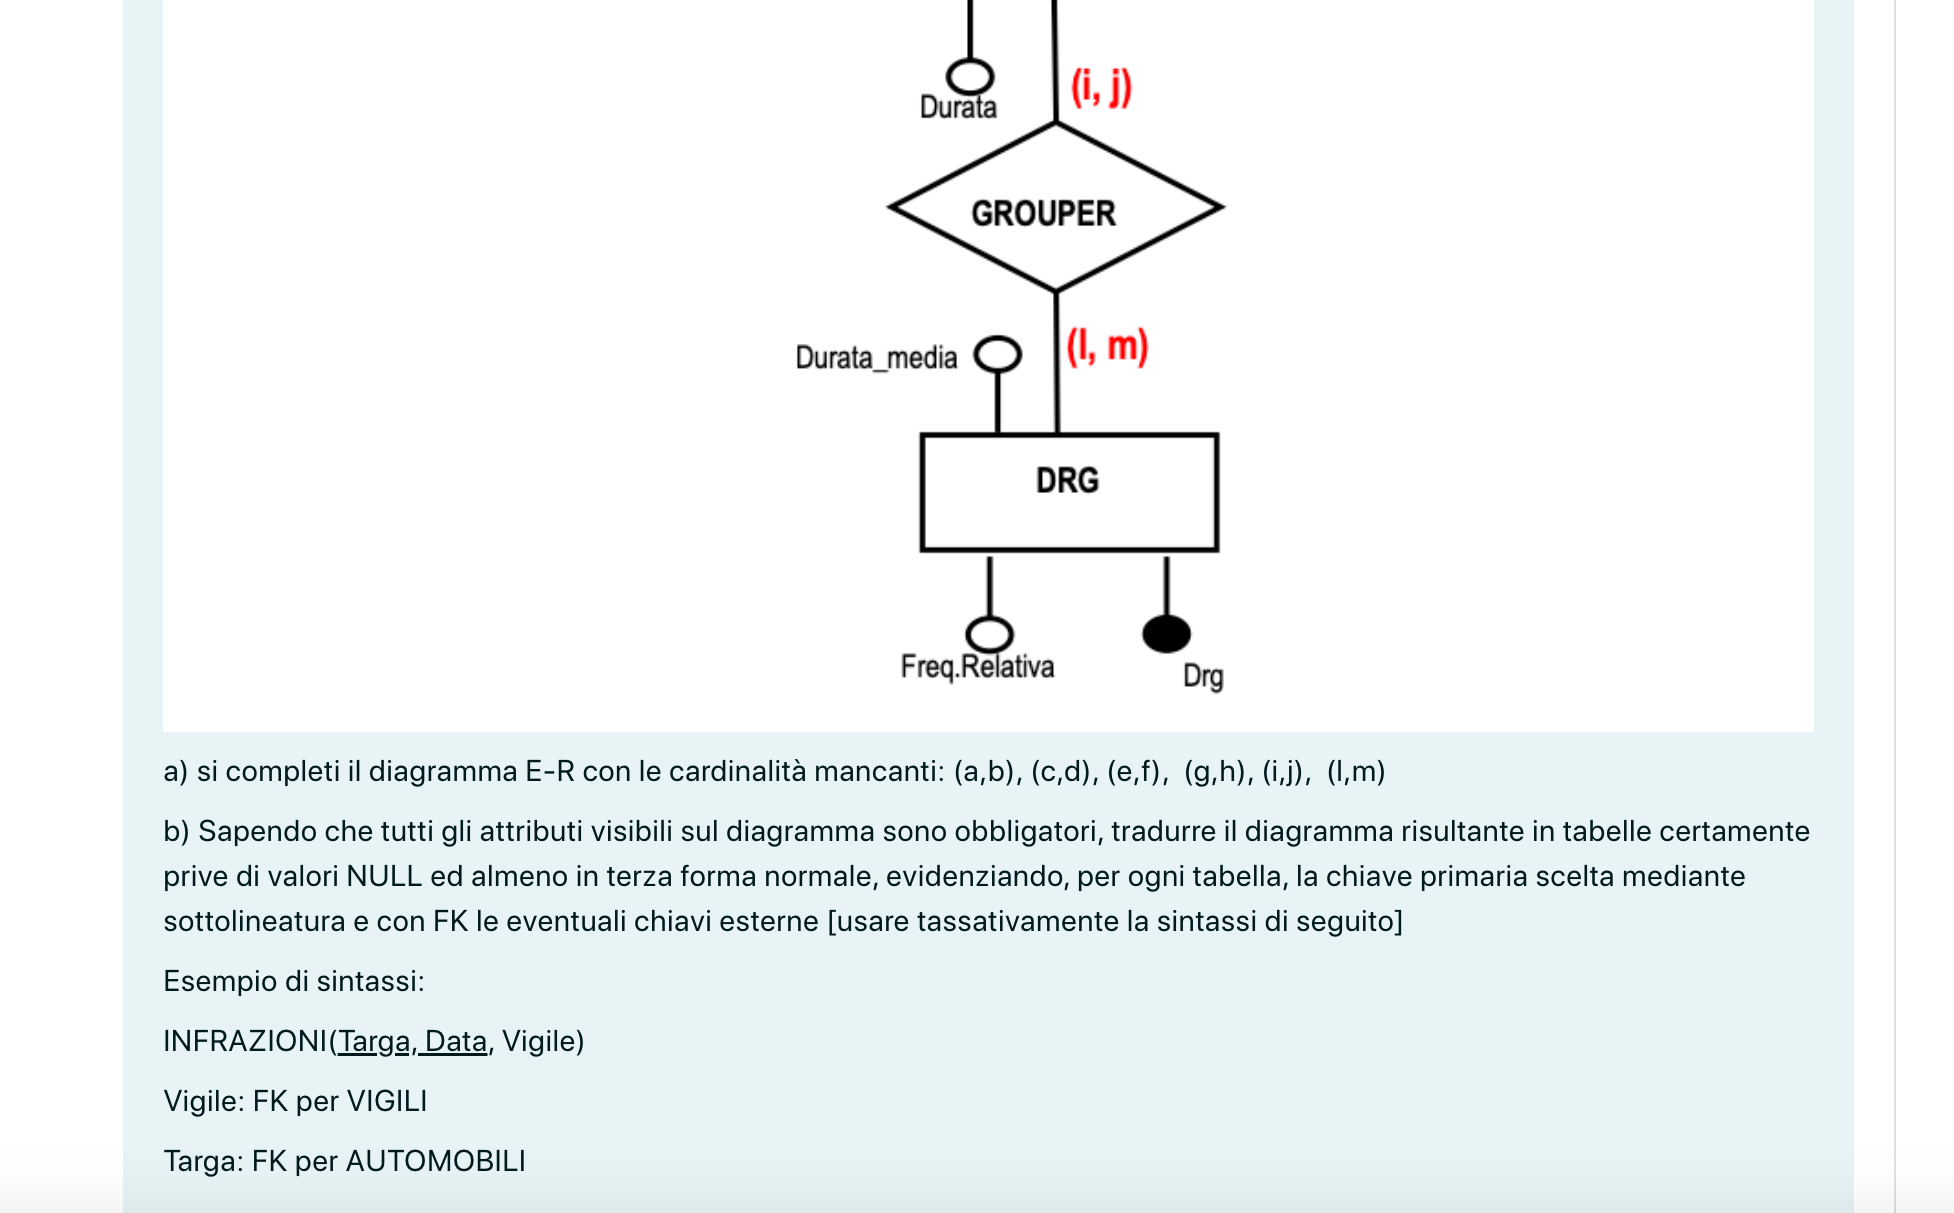 Durata
(i, j)
GROUPER
Durata_media
(l, m)
DRG
Freq.Relativa
Drg
a) si completi il diagramma E-R con le cardinalità mancanti: (a,b), (c,d), (e,f), (g,h), (i,j), (l,m)
b) Sapendo che tutti gli attributi visibili sul diagramma sono obbligatori, tradurre il diagramma risultante in tabelle certamente
prive di valori NULL ed almeno in terza forma normale, evidenziando, per ogni tabella, la chiave primaria scelta mediante
sottolineatura e con FK le eventuali chiavi esterne [usare tassativamente la sintassi di seguito]
Esempio di sintassi:
INFRAZIONI(Targa, Data, Vigile)
Vigile: FK per VIGILI
Targa: FK per AUTOMOBILI